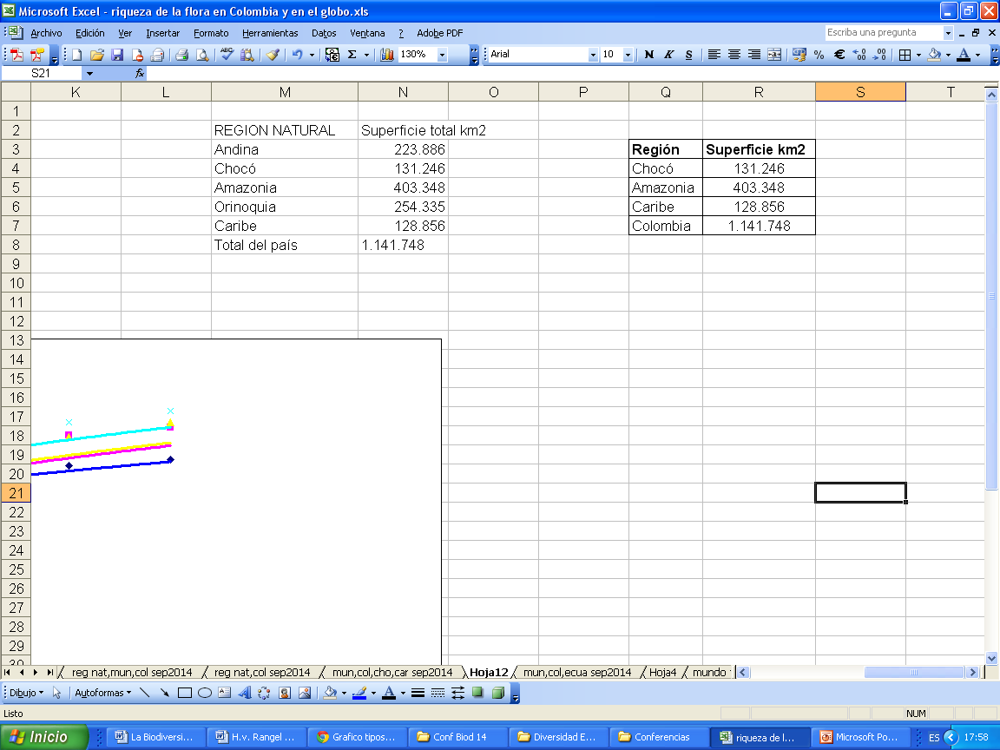 Microsoft Excel - riqueza de la flora en Colombia y en el globo.xls
Archivo Edición Ver Insertar Formato Herramientas Datos Ventana ? Adobe PDF Escriba una pregunta
130% Arial 10 N K S % €
S21 fx
K L M N O P Q R S T
1
2 REGION NATURAL Superficie total km2
3 Andina 223.886 Región Superficie km2
4 Chocó 131.246 Chocó 131.246
5 Amazonia 403.348 Amazonia 403.348
6 Orinoquia 254.335 Caribe 128.856
7 Caribe 128.856 Colombia 1.141.748
8 Total del país 1.141.748
9
10
11
12
13
14
15
16
17
18
19
20
21
22
23
24
25
26
27
28
29
30
reg nat,mun,col sep2014 reg nat,col sep2014 mun,col,cho,car sep2014 Hoja12 mun,col,ecua sep2014 Hoja4 mundo
Dibujo Autoformas
Listo NUM
Inicio La Biodiversi... H.v. Rangel ... Grafico tipos... Conf Biod 14 Diversidad E... Conferencias riqueza de l... Microsoft Po... ES 17:58